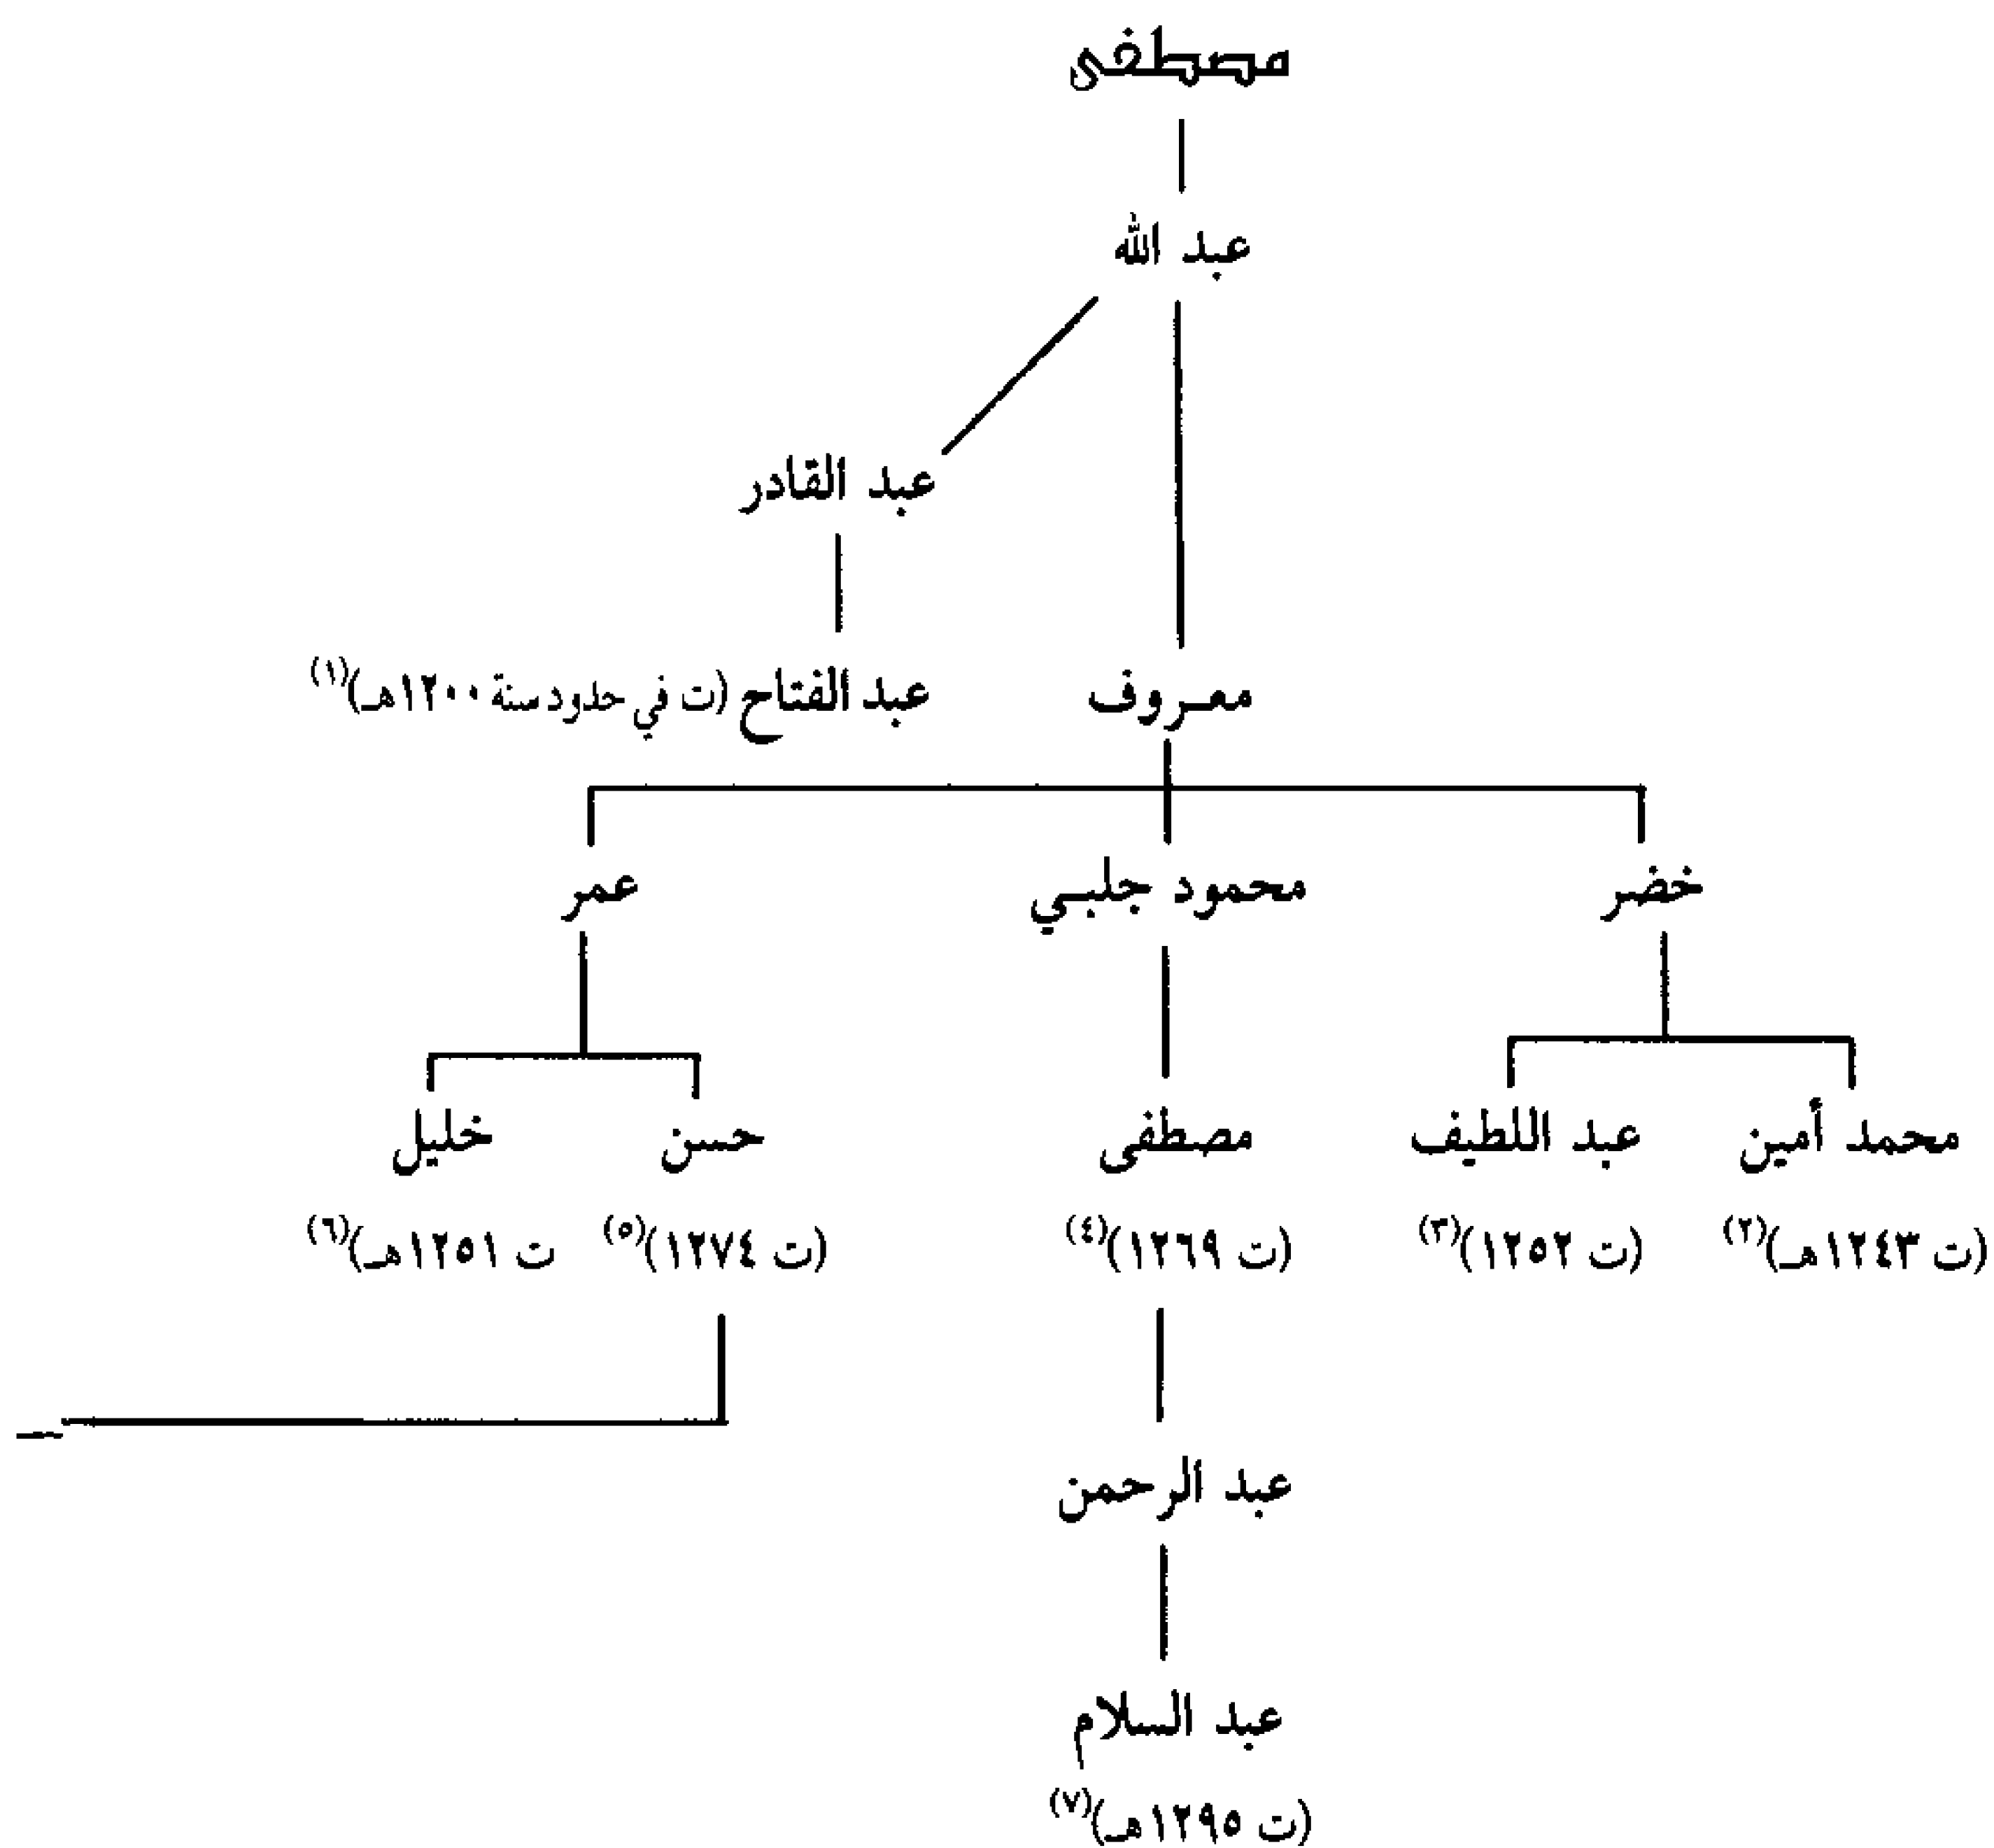 مصطفى
عبد الله
عبد القادر
معروف عبد الفتاح (ت في حدود سنة ١٢٠٠هـ)(١)
خضر محمود جلبي عمر
محمد أمين عبد اللطيف مصطفى حسن خليل
(ت ١٢٤٣هـ)(٢) (ت ١٢٥٢)(٣) (ت ١٢٦٩)(٤) (ت ١٢٧٤)(٥) ت ١٢٥١هـ)(٦)
عبد الرحمن
عبد السلام
(ت ١٢٩٥هـ)(٧)